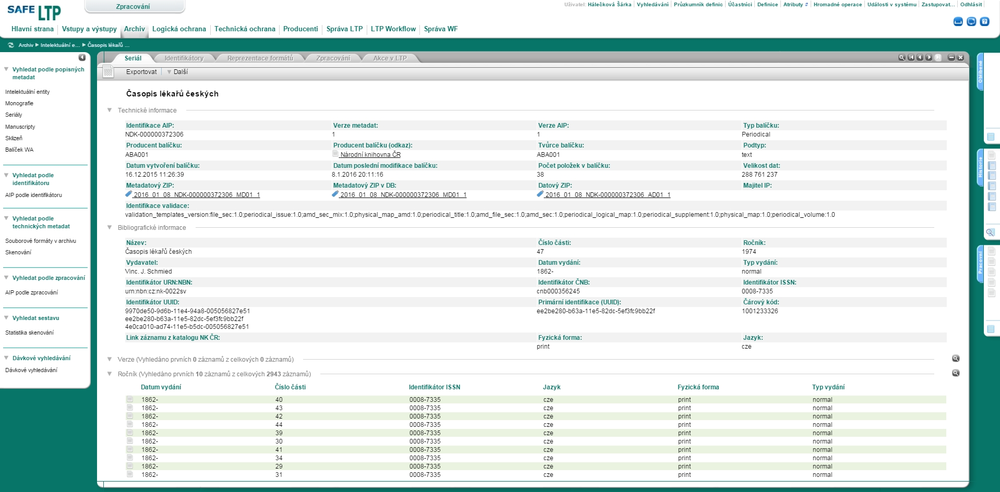 SAFE LTP
Zpracování
Uživatel: Hálečková Šárka Vyhledávání Průzkumník definic Účastníci Definice Atributy Hromadné operace Události v systému Zastupovat... Odhlásit
Hlavní strana Vstupy a výstupy Archiv Logická ochrana Technická ochrana Producenti Správa LTP LTP Workflow Správa WF
Archiv Intelektuální e... Časopis lékařů ...
Vyhledat podle popisných
metadat
Intelektuální entity
Monografie
Seriály
Manuscripty
Sklizeň
Balíček WA
Vyhledat podle
identifikátoru
AIP podle identifikátoru
Vyhledat podle
technických metadat
Souborové formáty v archivu
Skenování
Vyhledat podle zpracování
AIP podle zpracování
Vyhledat sestavu
Statistika skenování
Dávkové vyhledávání
Dávkové vyhledávání
Seriál Identifikátory Reprezentace formátů Zpracování Akce v LTP
Exportovat Další
Časopis lékařů českých
Technické informace
Identifikace AIP: Verze metadat: Verze AIP: Typ balíčku:
NDK-000000372306 1 1 Periodical
Producent balíčku: Producent balíčku (odkaz): Tvůrce balíčku: Podtyp:
ABA001 Národní knihovna ČR ABA001 text
Datum vytvoření balíčku: Datum poslední modifikace balíčku: Počet položek v balíčku: Velikost dat:
16.12.2015 11:26:39 8.1.2016 20:11:16 38 288 761 237
Metadatový ZIP: Metadatový ZIP v DB: Datový ZIP: Majitel IP:
2016_01_08_NDK-000000372306_MD01_1 2016_01_08_NDK-000000372306_MD01_1 2016_01_08_NDK-000000372306_AD01_1
Identifikace validace:
validation_templates_version:file_sec:1.0;periodical_issue:1.0;amd_sec_mix:1.0;physical_map_amd:1.0;periodical_title:1.0;amd_file_sec:1.0;amd_sec:1.0;periodical_logical_map:1.0;periodical_supplement:1.0;physical_map:1.0;periodical_volume:1.0
Bibliografické informace
Název: Číslo části: Ročník:
Časopis lékařů českých 47 1974
Vydavatel: Datum vydání: Typ vydání:
Vinc. J. Schmied 1862- normal
Identifikátor URN:NBN: Identifikátor ČNB: Identifikátor ISSN:
urn:nbn:cz:nk-0022sv cnb000356245 0008-7335
Identifikátor UUID: Primární identifikace (UUID): Čárový kód:
9970de50-9d6b-11e4-94a8-005056827e51 ee2be280-b63a-11e5-82dc-5ef3fc9bb22f 1001233326
ee2be280-b63a-11e5-82dc-5ef3fc9bb22f
4e0ca010-ad74-11e5-b5dc-005056827e51
Link záznamu z katalogu NK ČR: Fyzická forma: Jazyk:
print cze
Verze (Vyhledáno prvních 0 záznamů z celkových 0 záznamů)
Ročník (Vyhledáno prvních 10 záznamů z celkových 2943 záznamů)
Datum vydání Číslo části Identifikátor ISSN Jazyk Fyzická forma Typ vydání
1862- 40 0008-7335 cze print normal
1862- 43 0008-7335 cze print normal
1862- 42 0008-7335 cze print normal
1862- 44 0008-7335 cze print normal
1862- 39 0008-7335 cze print normal
1862- 30 0008-7335 cze print normal
1862- 41 0008-7335 cze print normal
1862- 34 0008-7335 cze print normal
1862- 29 0008-7335 cze print normal
1862- 31 0008-7335 cze print normal
Oblíbené
Historie
Pracovní